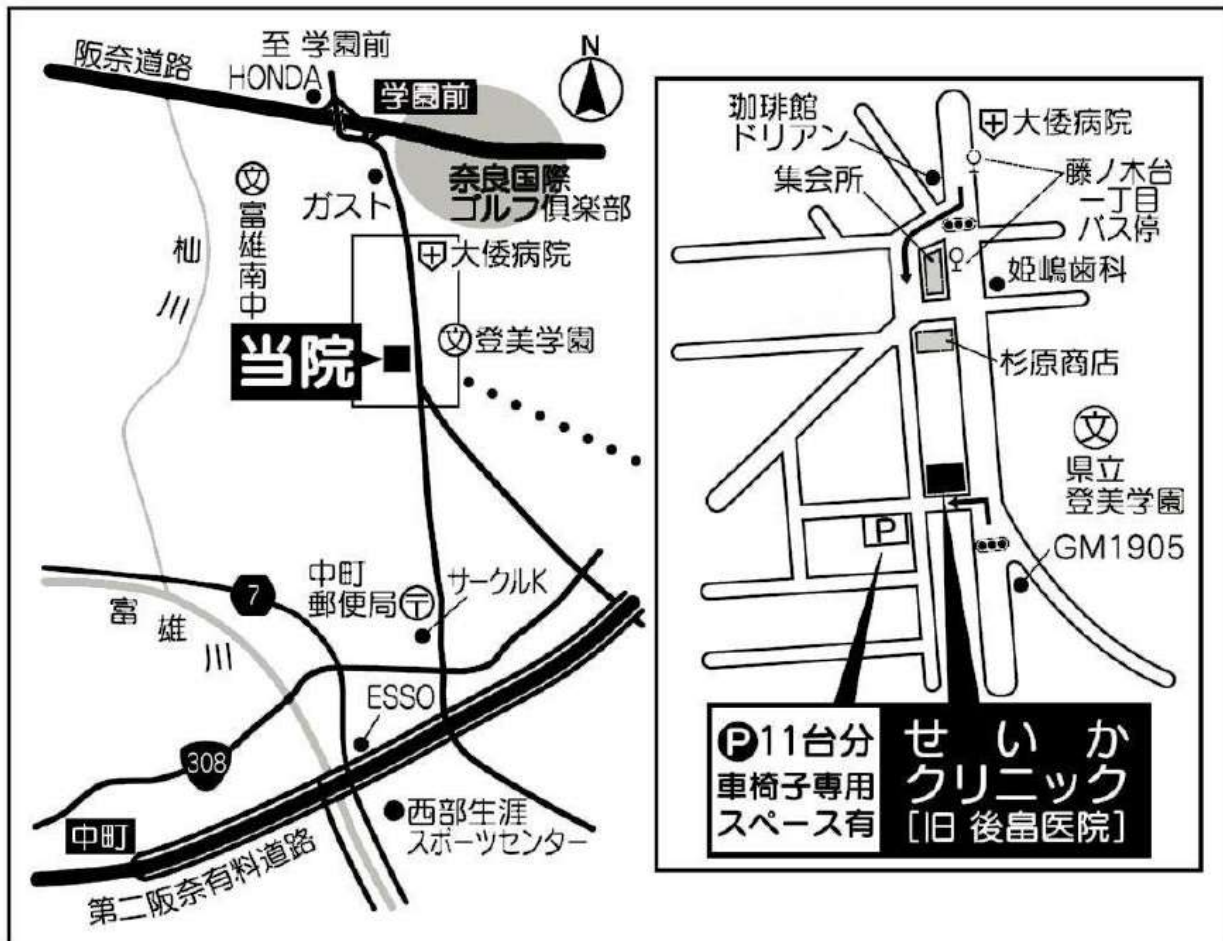 至 学園前
阪奈道路
HONDA
学園前
N
ガスト
奈良国際
ゴルフ倶楽部
文
富雄南中
杣川
大倭病院
当院
文 登美学園
7
富雄川
中町
郵便局
〒
サークルK
ESSO
308
中町
西部生涯
スポーツセンター
第二阪奈有料道路
珈琲館
ドリアン
大倭病院
集会所
藤ノ木台
一丁目
バス停
姫嶋歯科
杉原商店
文
県立
登美学園
P
GM1905
P11台分
車椅子専用
スペース有
せいか
クリニック
[旧 後畠医院]